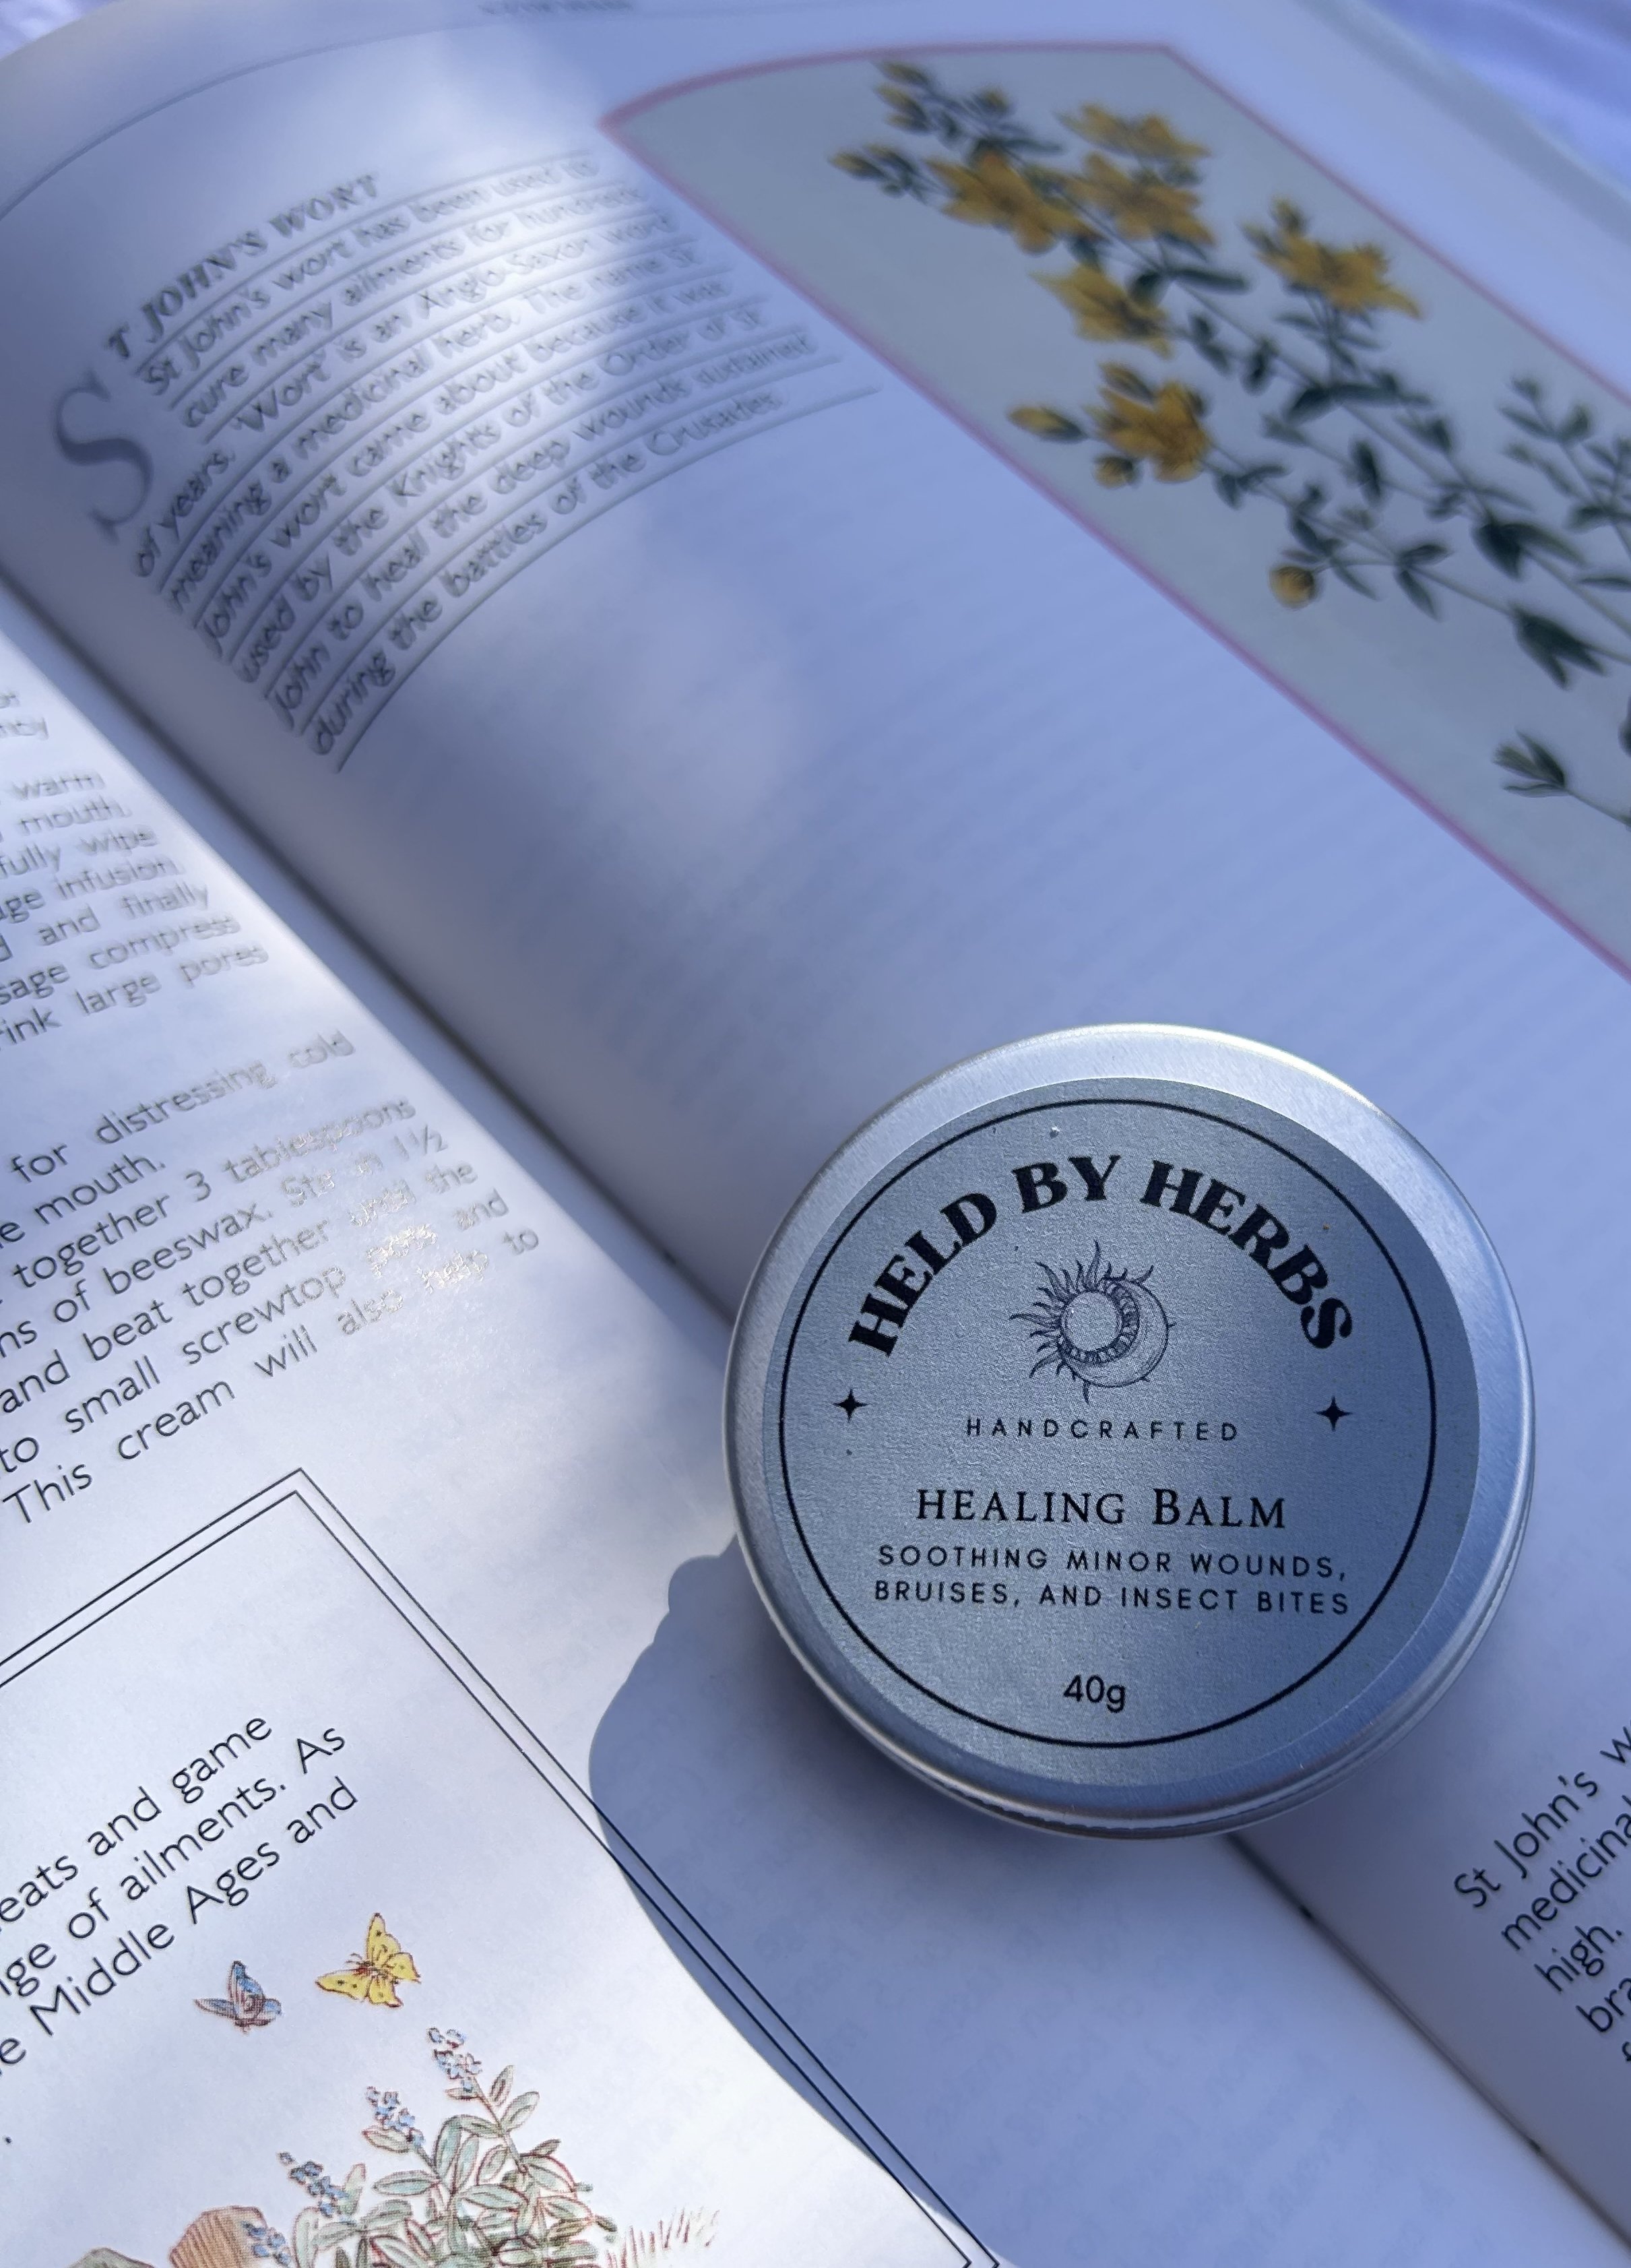 ST JOHN'S WORT
St John's wort has been used to
cure many ailments for hundreds
of years. 'Wort' is an Anglo-Saxon word
meaning a medicinal herb. The name St
John's wort came about because it was
used by the Knights of the Order of St
John to heal the deep wounds sustained
during the battles of the Crusades.
warm
mouth.
wipe
infusion
and finally
sage compress
large pores
for distressing cold
mouth.
together 3 tablespoons
of beeswax. 1½
and beat together until the
to small screwtop pots and
This cream will also help to
and game
of ailments. As
Middle Ages and
HELD BY HERBS
HANDCRAFTED
HEALING BALM
SOOTHING MINOR WOUNDS,
BRUISES, AND INSECT BITES
40g
St John's
high.